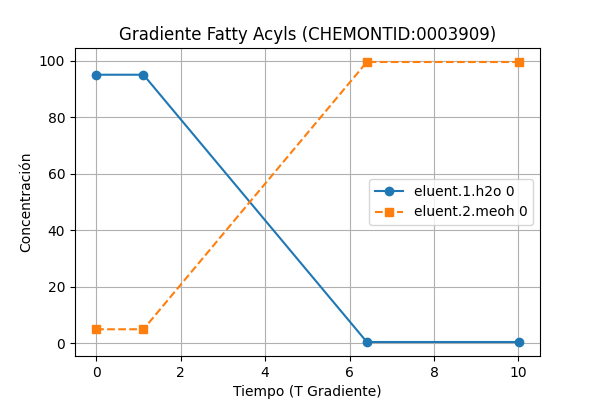 Gradiente Fatty Acyls (CHEMONTID:0003909)
100
80
60
40
20
0
Concentración
eluent.1.h2o 0
eluent.2.meoh 0
0 2 4 6 8 10
Tiempo (T Gradiente)